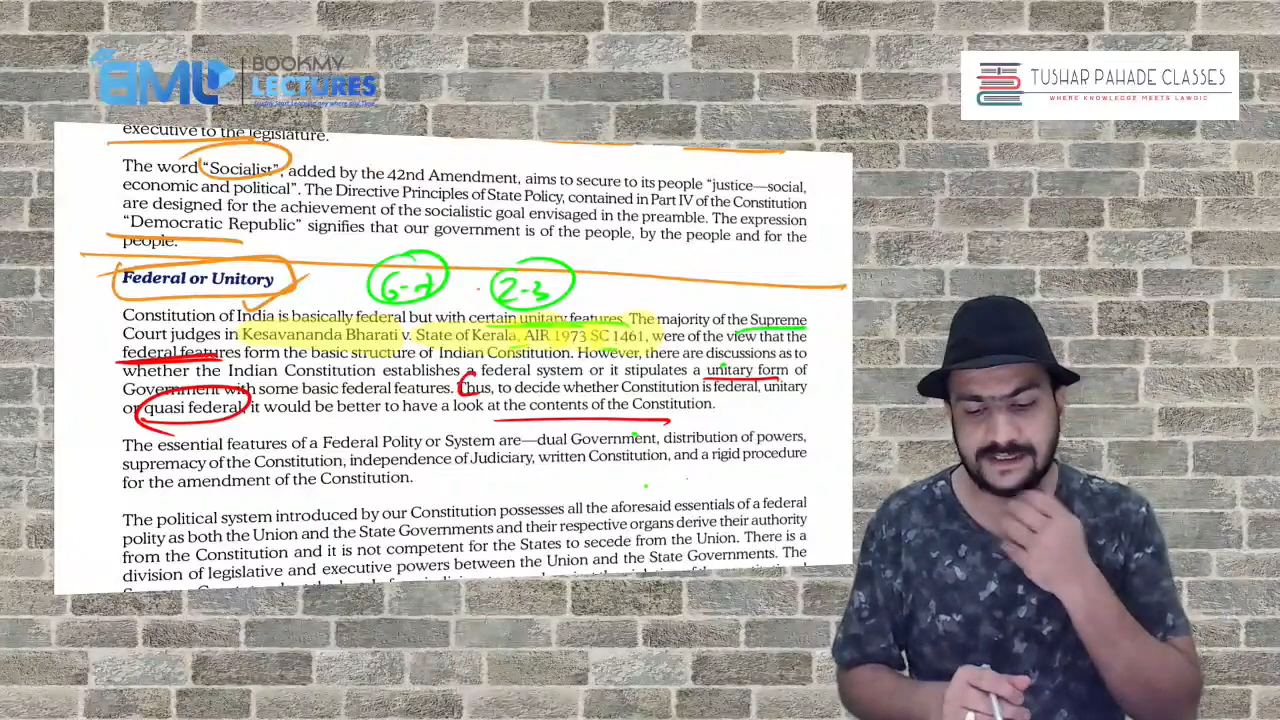 BML
BOOKMY
LECTURES
TUSHAR PAHADE CLASSES
WHERE KNOWLEDGE MEETS LAWGIC
executive to the legislature.
The word “Socialist”, added by the 42nd Amendment, aims to secure to its people “justice—social,
economic and political”. The Directive Principles of State Policy, contained in Part IV of the Constitution
are designed for the achievement of the socialistic goal envisaged in the preamble. The expression
“Democratic Republic” signifies that our government is of the people, by the people and for the
people.
Federal or Unitory
6-7
2-3
Constitution of India is basically federal but with certain unitary features. The majority of the Supreme
Court judges in Kesavananda Bharati v. State of Kerala, AIR 1973 SC 1461, were of the view that the
federal features form the basic structure of Indian Constitution. However, there are discussions as to
whether the Indian Constitution establishes a federal system or it stipulates a unitary form of
Government with some basic federal features. Thus, to decide whether Constitution is federal, unitary
or quasi federal, it would be better to have a look at the contents of the Constitution.
The essential features of a Federal Polity or System are—dual Government, distribution of powers,
supremacy of the Constitution, independence of Judiciary, written Constitution, and a rigid procedure
for the amendment of the Constitution.
The political system introduced by our Constitution possesses all the aforesaid essentials of a federal
polity as both the Union and the State Governments and their respective organs derive their authority
from the Constitution and it is not competent for the States to secede from the Union. There is a
division of legislative and executive powers between the Union and the State Governments. The